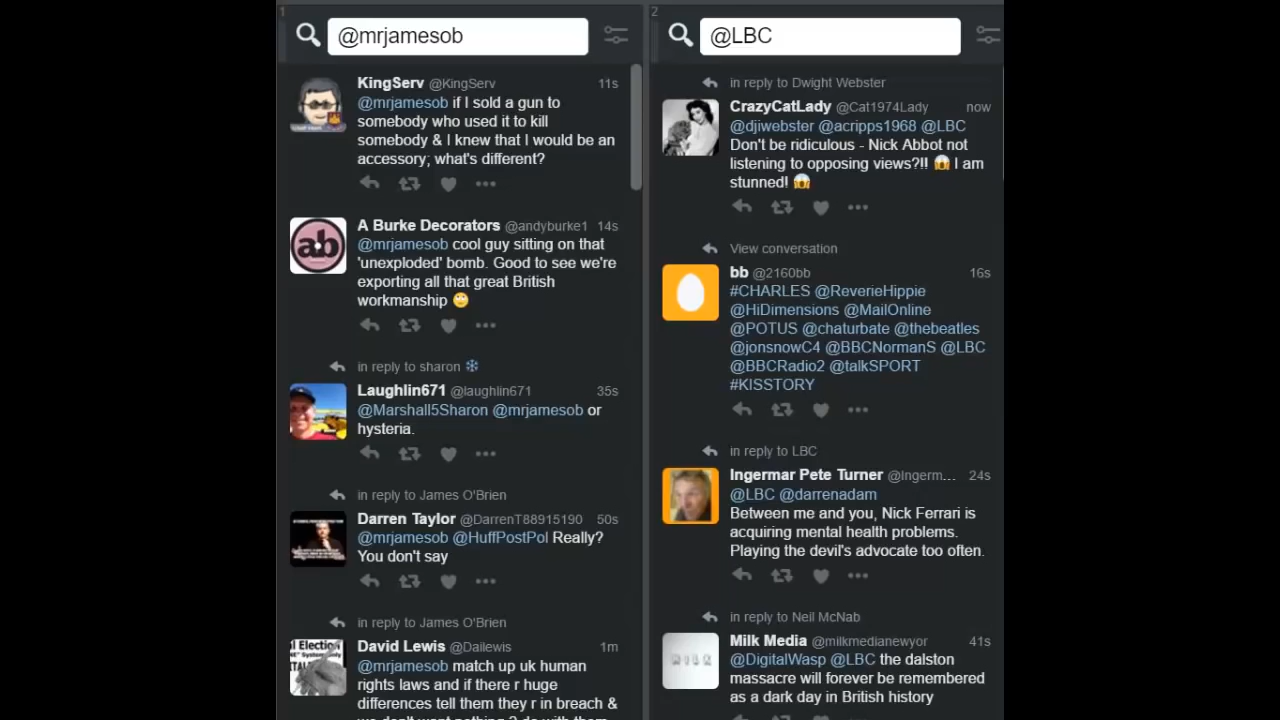 1
@mrjamesob
KingServ @KingServ 11s
@mrjamesob if I sold a gun to
somebody who used it to kill
somebody & I knew that I would be an
accessory; what's different?
A Burke Decorators @andyburke1 14s
@mrjamesob cool guy sitting on that
'unexploded' bomb. Good to see we're
exporting all that great British
workmanship 🙄
in reply to sharon ❄
Laughlin671 @laughlin671 35s
@Marshall5Sharon @mrjamesob or
hysteria.
in reply to James O'Brien
Darren Taylor @DarrenT88915190 50s
@mrjamesob @HuffPostPol Really?
You don't say
in reply to James O'Brien
David Lewis @Dailewis 1m
@mrjamesob match up uk human
rights laws and if there r huge
differences tell them they r in breach &
we don't want nothing 2 do with them
2
@LBC
in reply to Dwight Webster
CrazyCatLady @Cat1974Lady now
@djiwebster @acripps1968 @LBC
Don't be ridiculous - Nick Abbot not
listening to opposing views?!! 😱 I am
stunned! 😱
View conversation
bb @2160bb 16s
#CHARLES @ReverieHippie
@HiDimensions @MailOnline
@POTUS @chaturbate @thebeatles
@jonsnowC4 @BBCNormanS @LBC
@BBCRadio2 @talkSPORT
#KISSTORY
in reply to LBC
Ingermar Pete Turner @Ingerm... 24s
@LBC @darrenadam
Between me and you, Nick Ferrari is
acquiring mental health problems.
Playing the devil's advocate too often.
in reply to Neil McNab
Milk Media @milkmedianewyor 41s
@DigitalWasp @LBC the dalston
massacre will forever be remembered
as a dark day in British history
ab
MILK